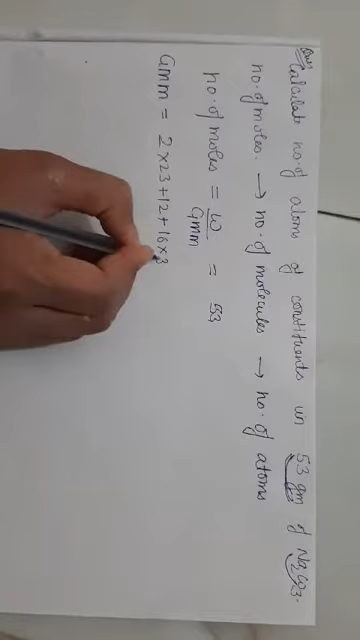 Ques Calculate no. of atoms of constituents in 53 gm of Na2CO3.
no. of moles. → no. of molecules → no. of atoms
no. of moles = W/GMM = 53
GMM = 2×23+12+16×3